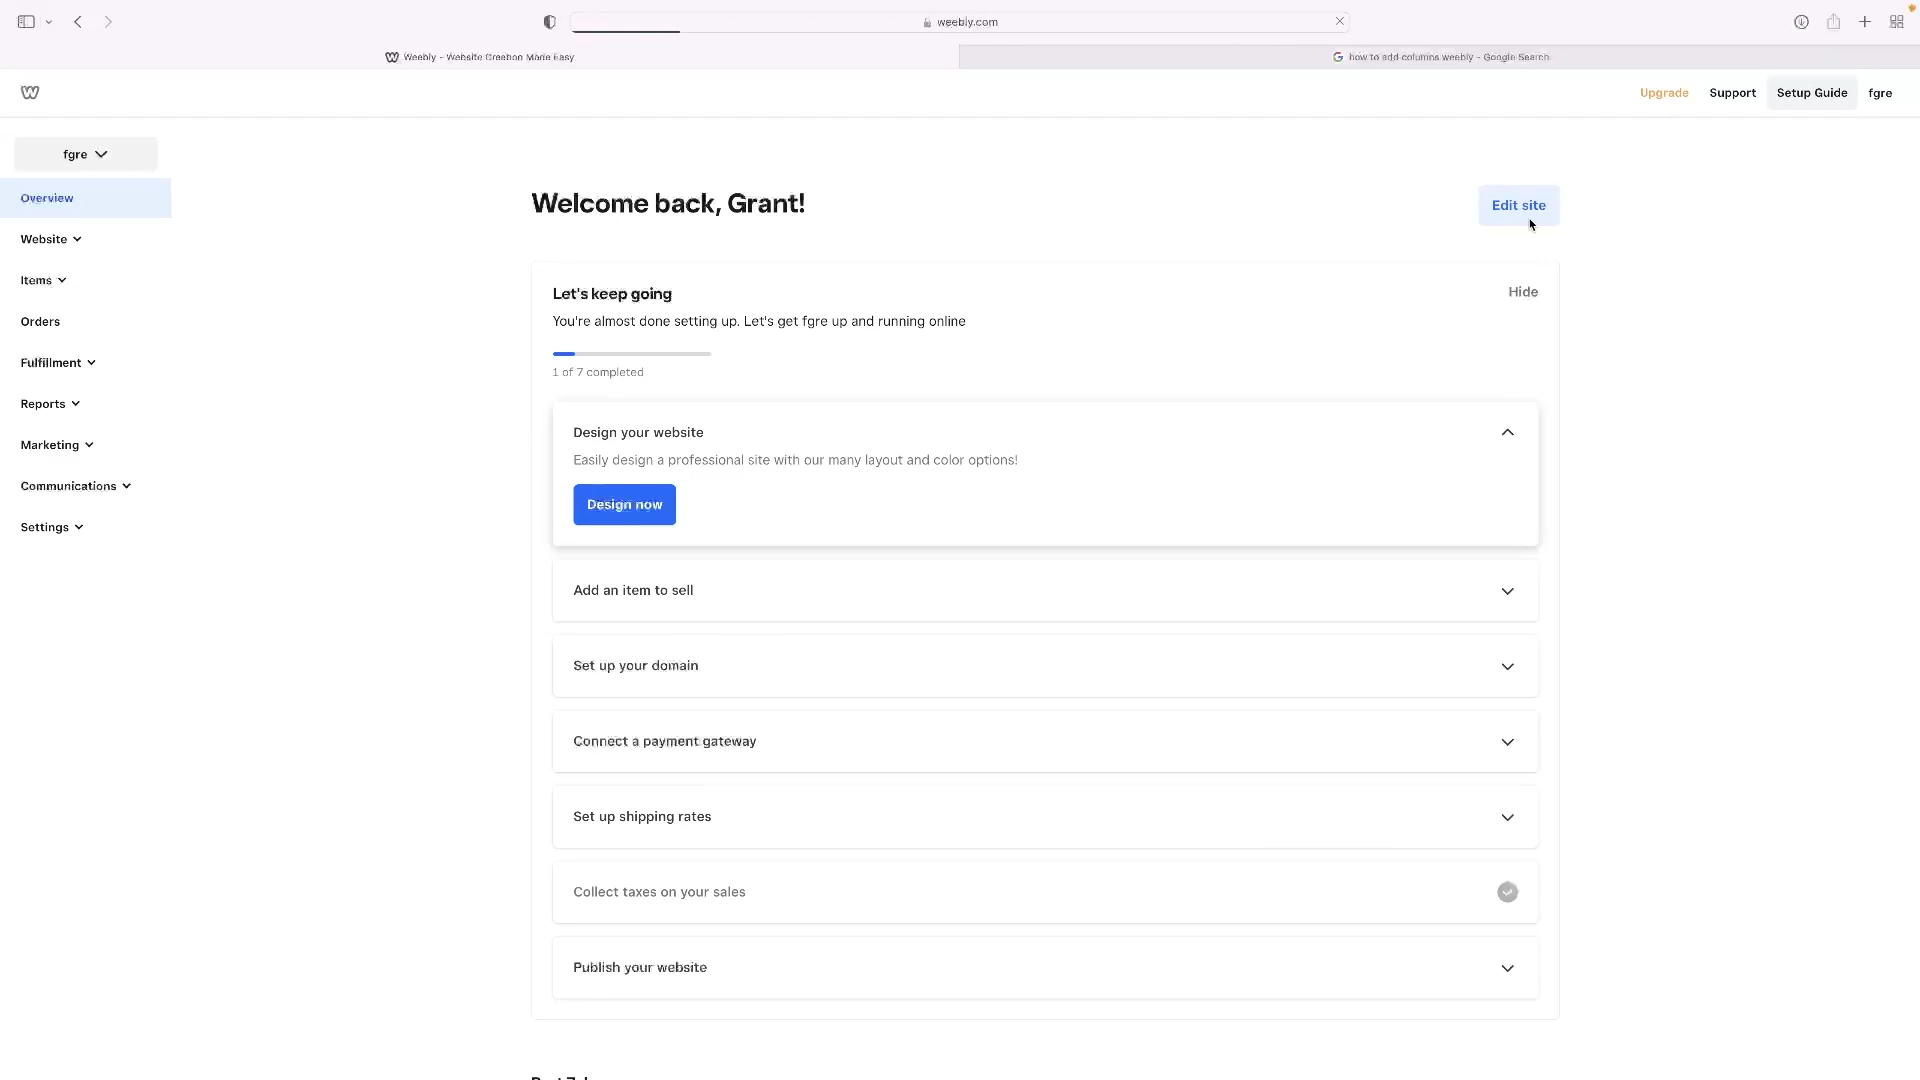 weebly.com
Weebly - Website Creation Made Easy
how to add columns weebly - Google Search
Upgrade
Support
Setup Guide
fgre
fgre
Overview
Website
Items
Orders
Fulfillment
Reports
Marketing
Communications
Settings
Welcome back, Grant!
Edit site
Let's keep going
Hide
You're almost done setting up. Let's get fgre up and running online
1 of 7 completed
Design your website
Easily design a professional site with our many layout and color options!
Design now
Add an item to sell
Set up your domain
Connect a payment gateway
Set up shipping rates
Collect taxes on your sales
Publish your website